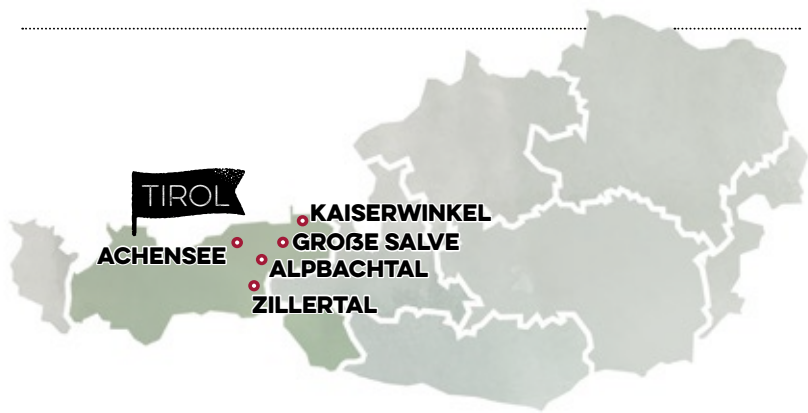 TIROL
KAISERWINKEL
GROßE SALVE
ACHENSEE
ALPBACHTAL
ZILLERTAL